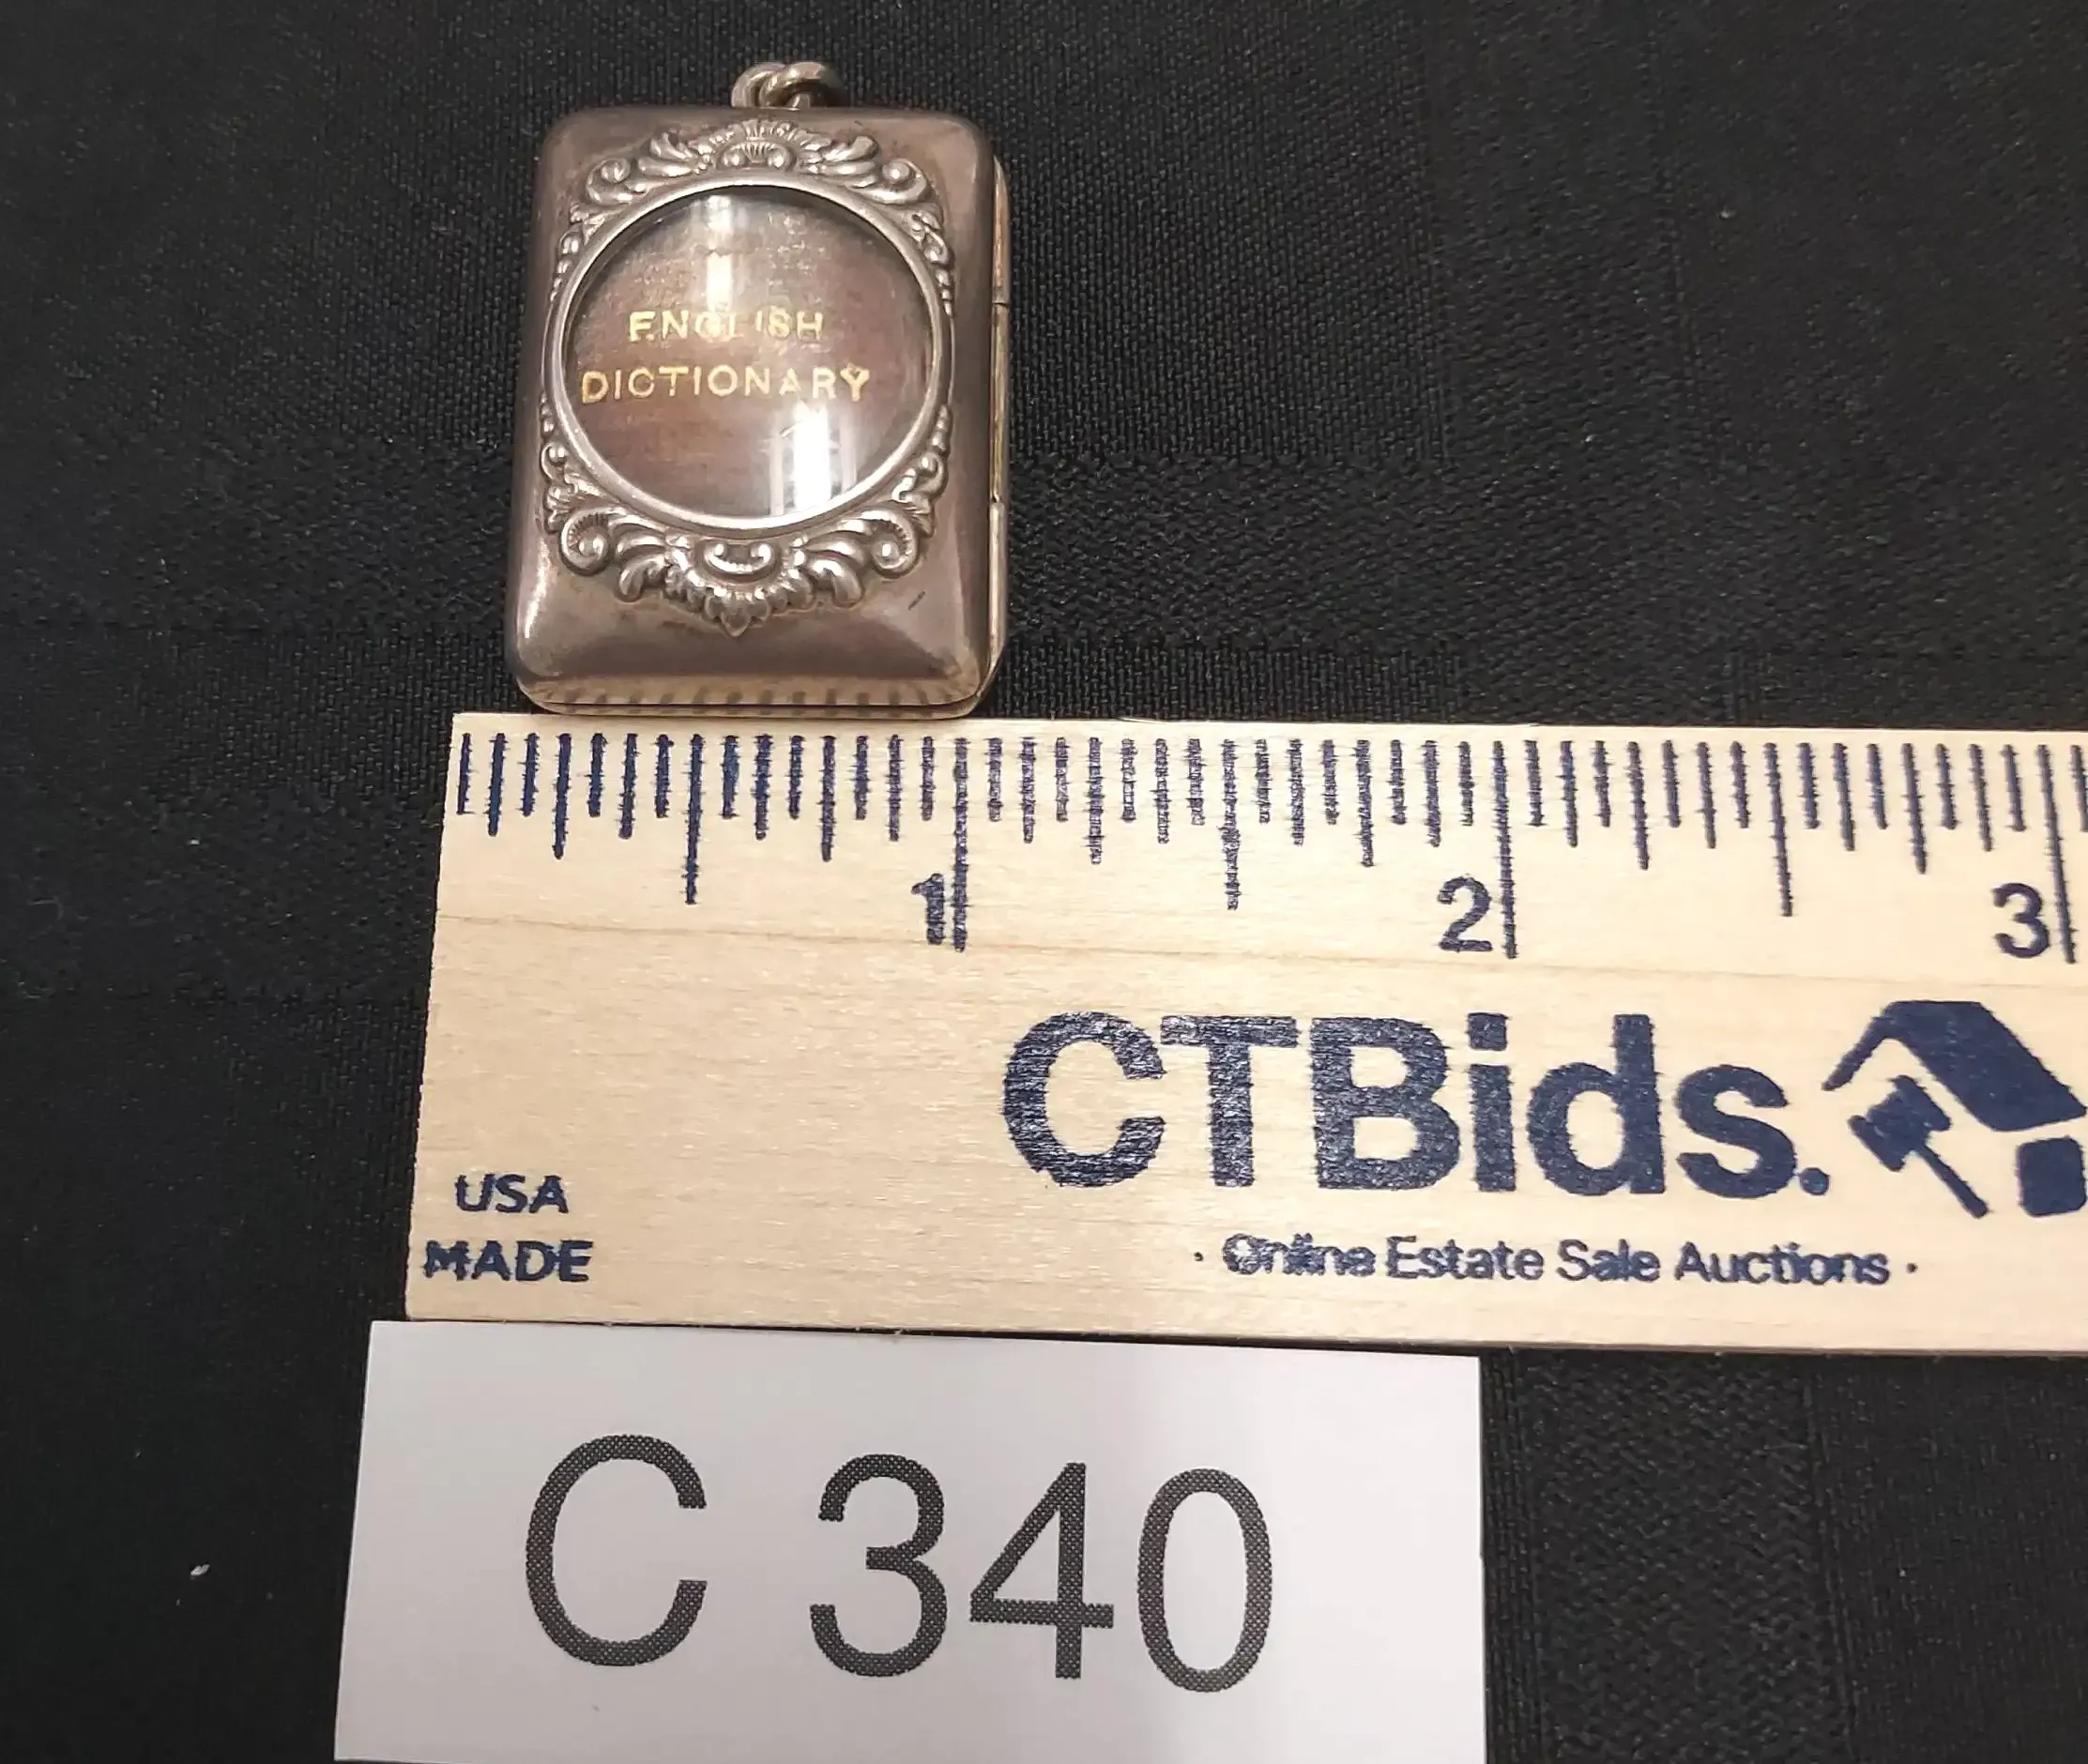 ENGLISH
DICTIONARY
1 2 3
CTBids.
USA
MADE
· Online Estate Sale Auctions ·
C 340